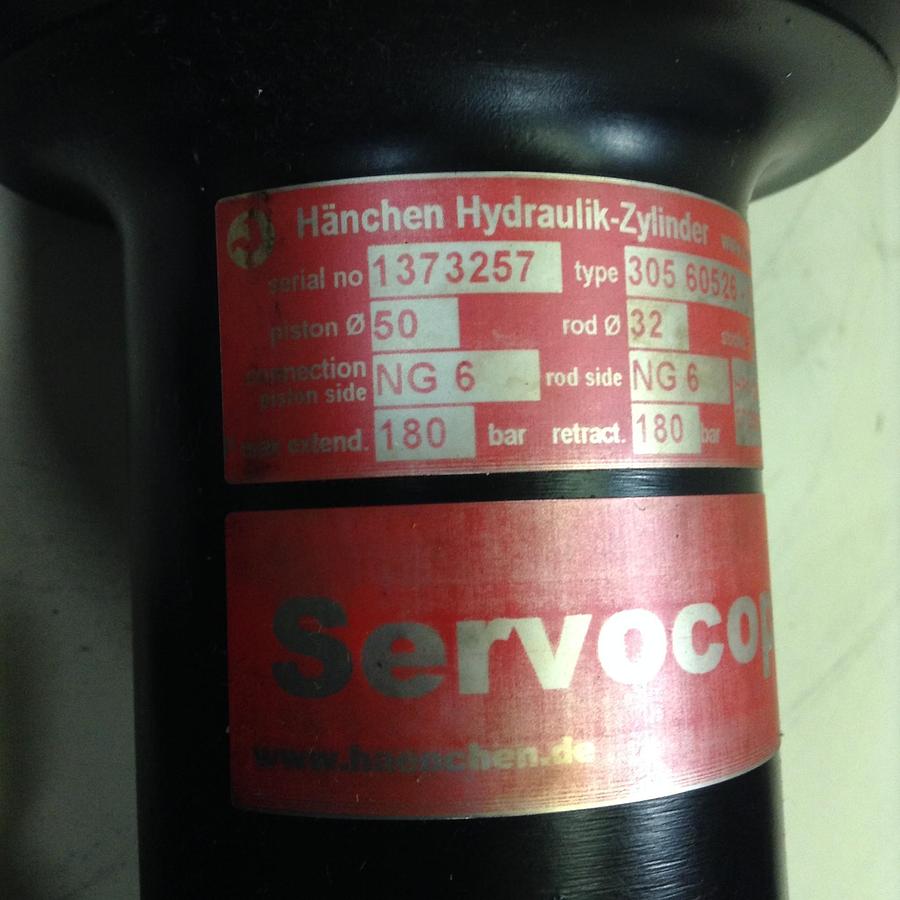 Hänchen Hydraulik-Zylinder
serial no 1373257 type 305 60526
piston Ø 50 rod Ø 32
connection piston side NG 6 rod side NG 6
max extend. 180 bar retract. 180 bar
Servocop
www.haenchen.de